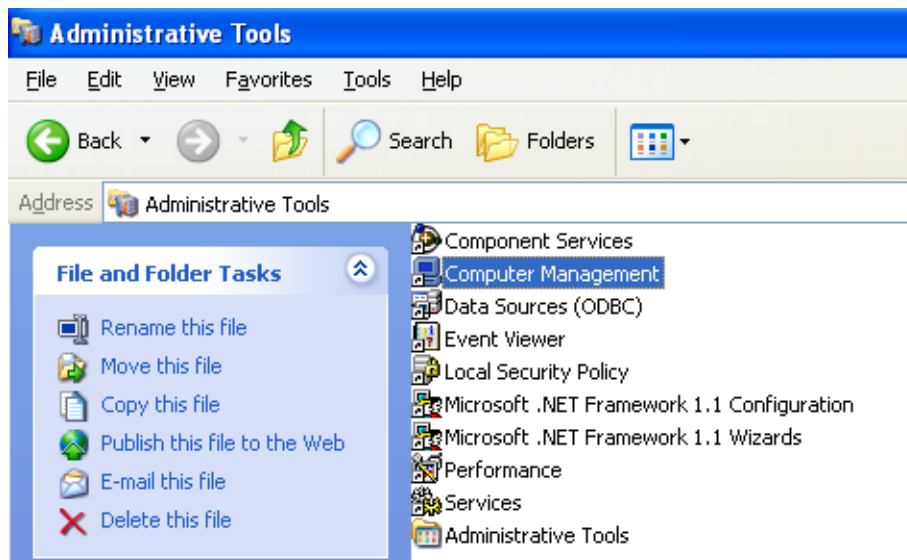 Administrative Tools
File Edit View Favorites Tools Help
Back Search Folders
Address Administrative Tools
File and Folder Tasks
Rename this file
Move this file
Copy this file
Publish this file to the Web
E-mail this file
Delete this file
Component Services
Computer Management
Data Sources (ODBC)
Event Viewer
Local Security Policy
Microsoft .NET Framework 1.1 Configuration
Microsoft .NET Framework 1.1 Wizards
Performance
Services
Administrative Tools